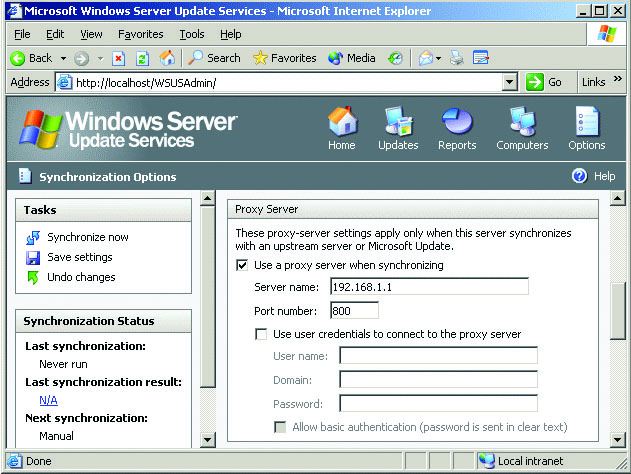 Microsoft Windows Server Update Services - Microsoft Internet Explorer
File Edit View Favorites Tools Help
Back Search Favorites Media
Address http://localhost/WSUSAdmin/ Go Links »
Windows Server
Update Services
Home Updates Reports Computers Options
Synchronization Options
Help
Tasks
Synchronize now
Save settings
Undo changes
Synchronization Status
Last synchronization:
Never run
Last synchronization result:
N/A
Next synchronization:
Manual
Proxy Server
These proxy-server settings apply only when this server synchronizes
with an upstream server or Microsoft Update.
Use a proxy server when synchronizing
Server name: 192.168.1.1
Port number: 800
Use user credentials to connect to the proxy server
User name:
Domain:
Password:
Allow basic authentication (password is sent in clear text)
Done
Local intranet